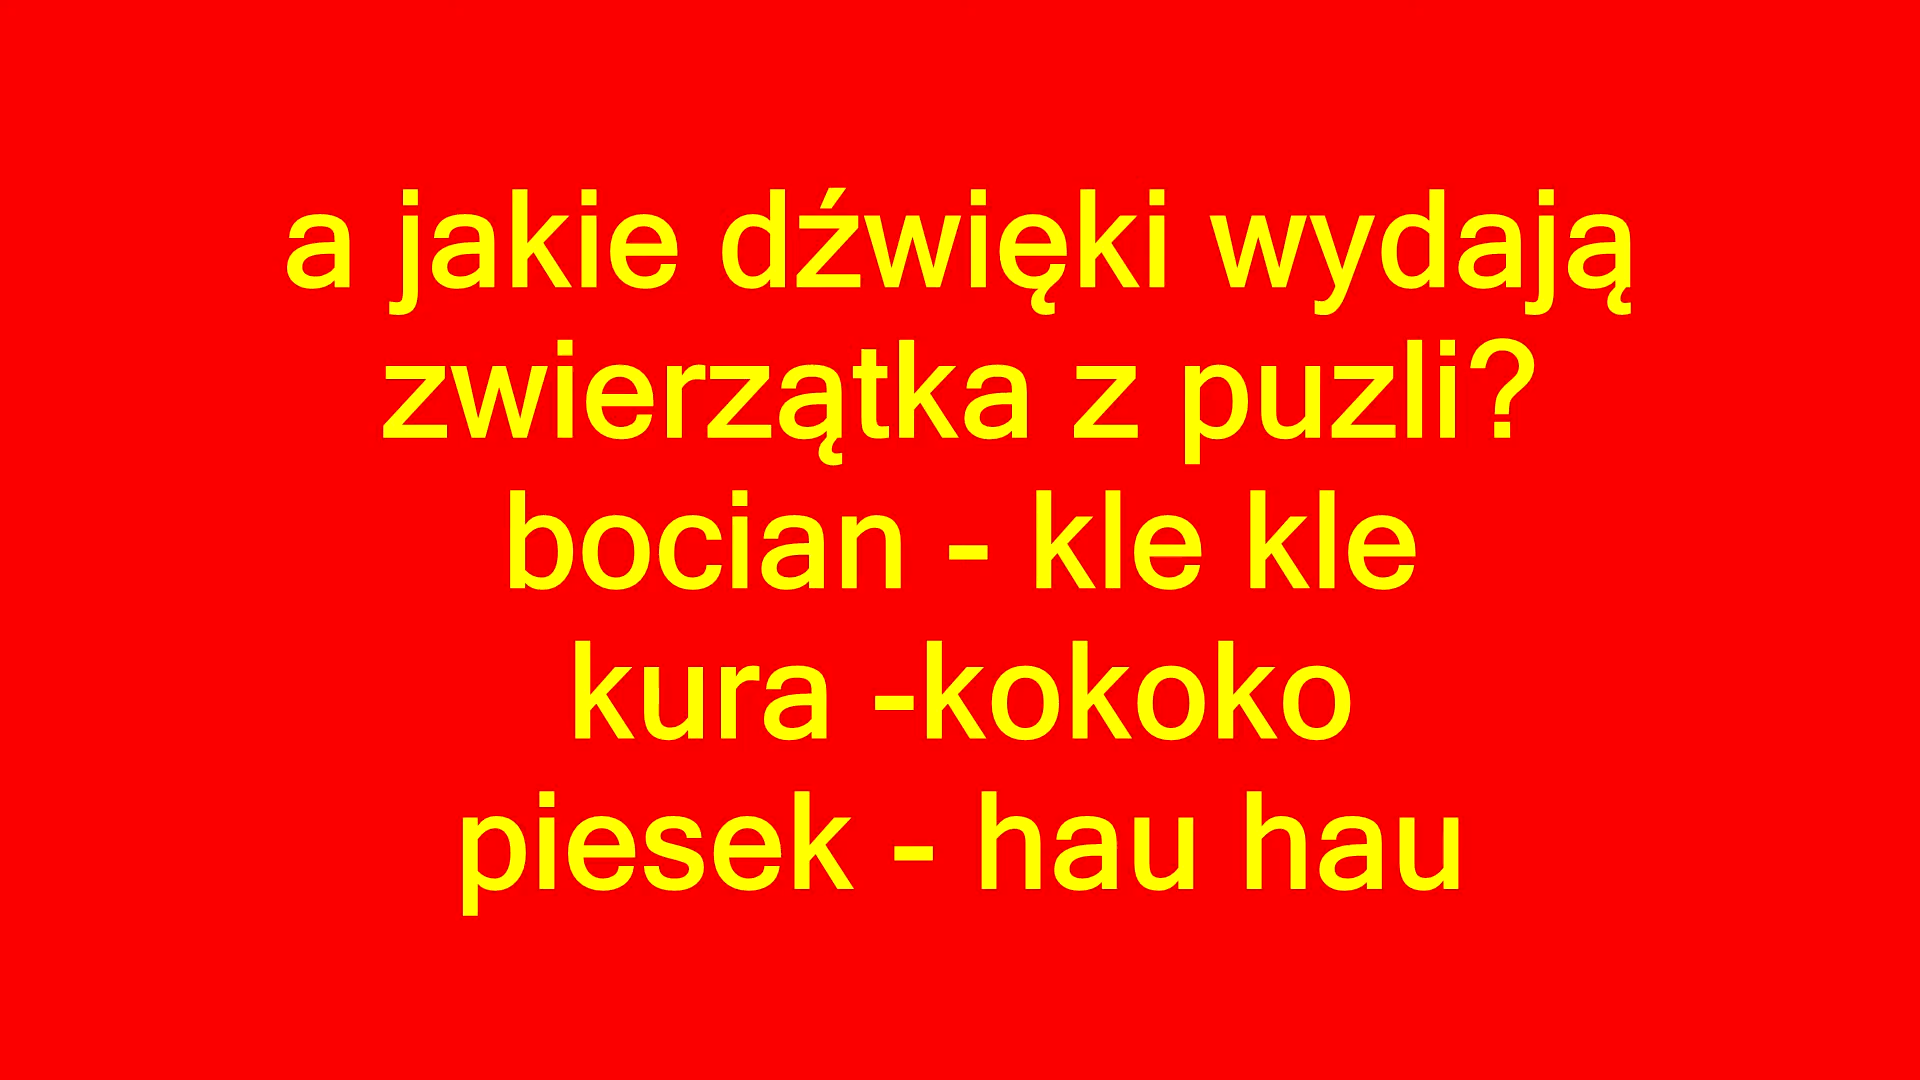 a jakie dźwięki wydają
zwierzątka z puzli?
bocian - kle kle
kura -kokoko
piesek - hau hau